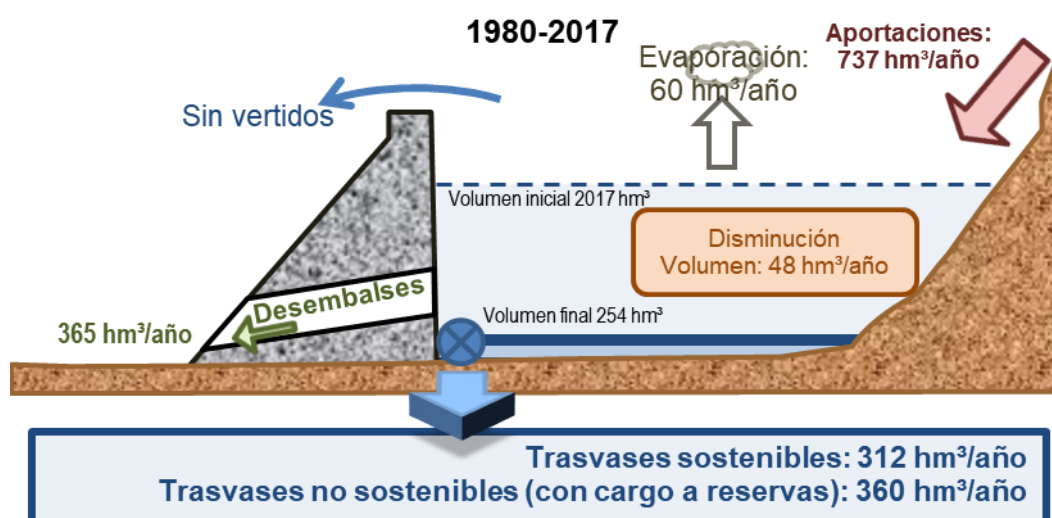 1980-2017
Aportaciones:
737 hm³/año
Evaporación:
60 hm³/año
Sin vertidos
Volumen inicial 2017 hm³
Disminución
Volumen: 48 hm³/año
Desembalses
365 hm³/año
Volumen final 254 hm³
Trasvases sostenibles: 312 hm³/año
Trasvases no sostenibles (con cargo a reservas): 360 hm³/año